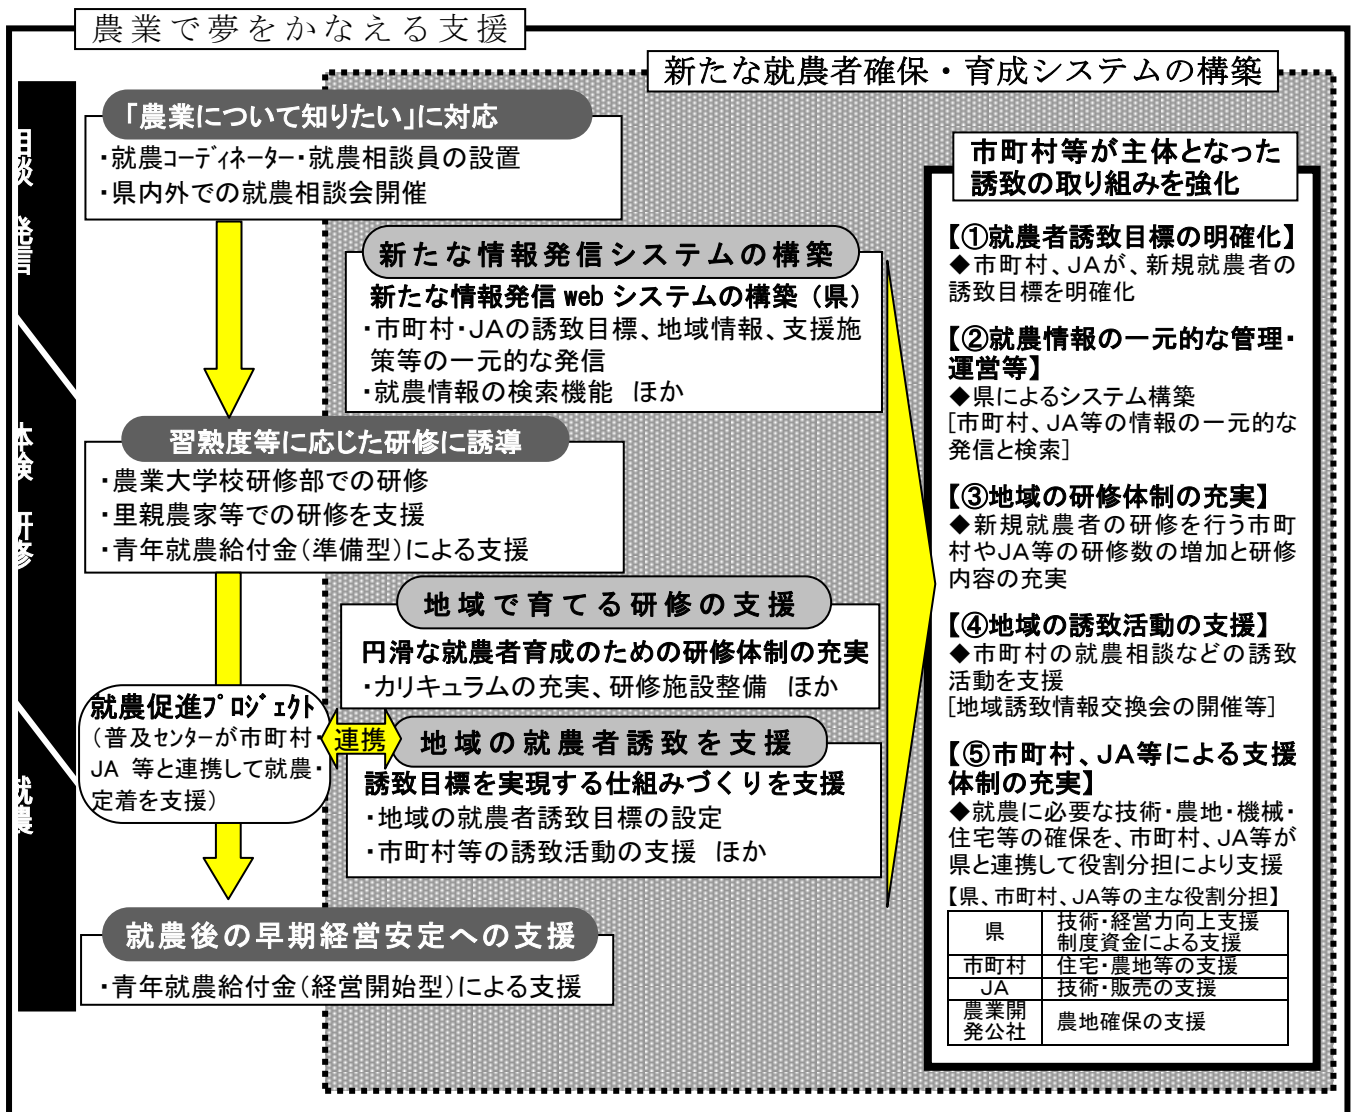 農業で夢をかなえる支援
新たな就農者確保・育成システムの構築
「農業について知りたい」に対応
・就農コーディネーター・就農相談員の設置
・県内外での就農相談会開催
新たな情報発信システムの構築
新たな情報発信 web システムの構築（県）
・市町村・JAの誘致目標、地域情報、支援施
策等の一元的な発信
・就農情報の検索機能　ほか
習熟度等に応じた研修に誘導
・農業大学校研修部での研修
・里親農家等での研修を支援
・青年就農給付金（準備型）による支援
地域で育てる研修の支援
円滑な就農者育成のための研修体制の充実
・カリキュラムの充実、研修施設整備　ほか
就農促進プロジェクト
（普及センターが市町村・
JA 等と連携して就農・
定着を支援）
連携
地域の就農者誘致を支援
誘致目標を実現する仕組みづくりを支援
・地域の就農者誘致目標の設定
・市町村等の誘致活動の支援　ほか
就農後の早期経営安定への支援
・青年就農給付金（経営開始型）による支援
市町村等が主体となった
誘致の取り組みを強化
【①就農者誘致目標の明確化】
◆市町村、JAが、新規就農者の
誘致目標を明確化
【②就農情報の一元的な管理・
運営等】
◆県によるシステム構築
[市町村、JA等の情報の一元的な
発信と検索]
【③地域の研修体制の充実】
◆新規就農者の研修を行う市町
村やJA等の研修数の増加と研修
内容の充実
【④地域の誘致活動の支援】
◆市町村の就農相談などの誘致
活動を支援
[地域誘致情報交換会の開催等]
【⑤市町村、JA等による支援
体制の充実】
◆就農に必要な技術・農地・機械・
住宅等の確保を、市町村、JA等が
県と連携して役割分担により支援
【県、市町村、JA等の主な役割分担】
県　技術・経営力向上支援
制度資金による支援
市町村　住宅・農地等の支援
JA　技術・販売の支援
農業開
発公社　農地確保の支援